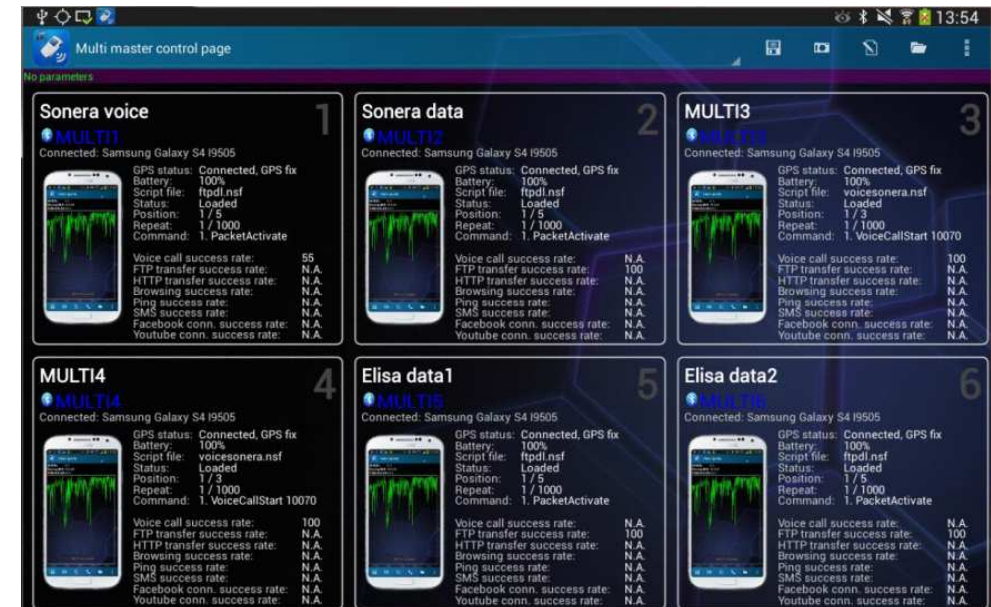 13:54
Multi master control page
No parameters
Sonera voice
1
MULTI1
Connected: Samsung Galaxy S4 I9505
GPS status: Connected, GPS fix
Battery: 100%
Script file: ftpdl.nsf
Status: Loaded
Position: 1 / 5
Repeat: 1 / 1000
Command: 1. PacketActivate
Voice call success rate: 55
FTP transfer success rate: N.A.
HTTP transfer success rate: N.A.
Browsing success rate: N.A.
Ping success rate: N.A.
SMS success rate: N.A.
Facebook conn. success rate: N.A.
Youtube conn. success rate: N.A.
Sonera data
2
MULTI2
Connected: Samsung Galaxy S4 I9505
GPS status: Connected, GPS fix
Battery: 100%
Script file: ftpdl.nsf
Status: Loaded
Position: 1 / 5
Repeat: 1 / 1000
Command: 1. PacketActivate
Voice call success rate: N.A.
FTP transfer success rate: 100
HTTP transfer success rate: N.A.
Browsing success rate: N.A.
Ping success rate: N.A.
SMS success rate: N.A.
Facebook conn. success rate: N.A.
Youtube conn. success rate: N.A.
MULTI3
3
MULTI3
Connected: Samsung Galaxy S4 I9505
GPS status: Connected, GPS fix
Battery: 100%
Script file: voicesonera.nsf
Status: Loaded
Position: 1 / 3
Repeat: 1 / 1000
Command: 1. VoiceCallStart 10070
Voice call success rate: 100
FTP transfer success rate: N.A.
HTTP transfer success rate: N.A.
Browsing success rate: N.A.
Ping success rate: N.A.
SMS success rate: N.A.
Facebook conn. success rate: N.A.
Youtube conn. success rate: N.A.
MULTI4
4
MULTI4
Connected: Samsung Galaxy S4 I9505
GPS status: Connected, GPS fix
Battery: 100%
Script file: voicesonera.nsf
Status: Loaded
Position: 1 / 3
Repeat: 1 / 1000
Command: 1. VoiceCallStart 10070
Voice call success rate: 100
FTP transfer success rate: N.A.
HTTP transfer success rate: N.A.
Browsing success rate: N.A.
Ping success rate: N.A.
SMS success rate: N.A.
Facebook conn. success rate: N.A.
Youtube conn. success rate: N.A.
Elisa data1
5
MULTI5
Connected: Samsung Galaxy S4 I9505
GPS status: Connected, GPS fix
Battery: 100%
Script file: ftpdl.nsf
Status: Loaded
Position: 1 / 5
Repeat: 1 / 1000
Command: 1. PacketActivate
Voice call success rate: N.A.
FTP transfer success rate: 100
HTTP transfer success rate: N.A.
Browsing success rate: N.A.
Ping success rate: N.A.
SMS success rate: N.A.
Facebook conn. success rate: N.A.
Youtube conn. success rate: N.A.
Elisa data2
6
MULTI6
Connected: Samsung Galaxy S4 I9505
GPS status: Connected, GPS fix
Battery: 100%
Script file: ftpdl.nsf
Status: Loaded
Position: 1 / 5
Repeat: 1 / 1000
Command: 1. PacketActivate
Voice call success rate: N.A.
FTP transfer success rate: 100
HTTP transfer success rate: N.A.
Browsing success rate: N.A.
Ping success rate: N.A.
SMS success rate: N.A.
Facebook conn. success rate: N.A.
Youtube conn. success rate: N.A.